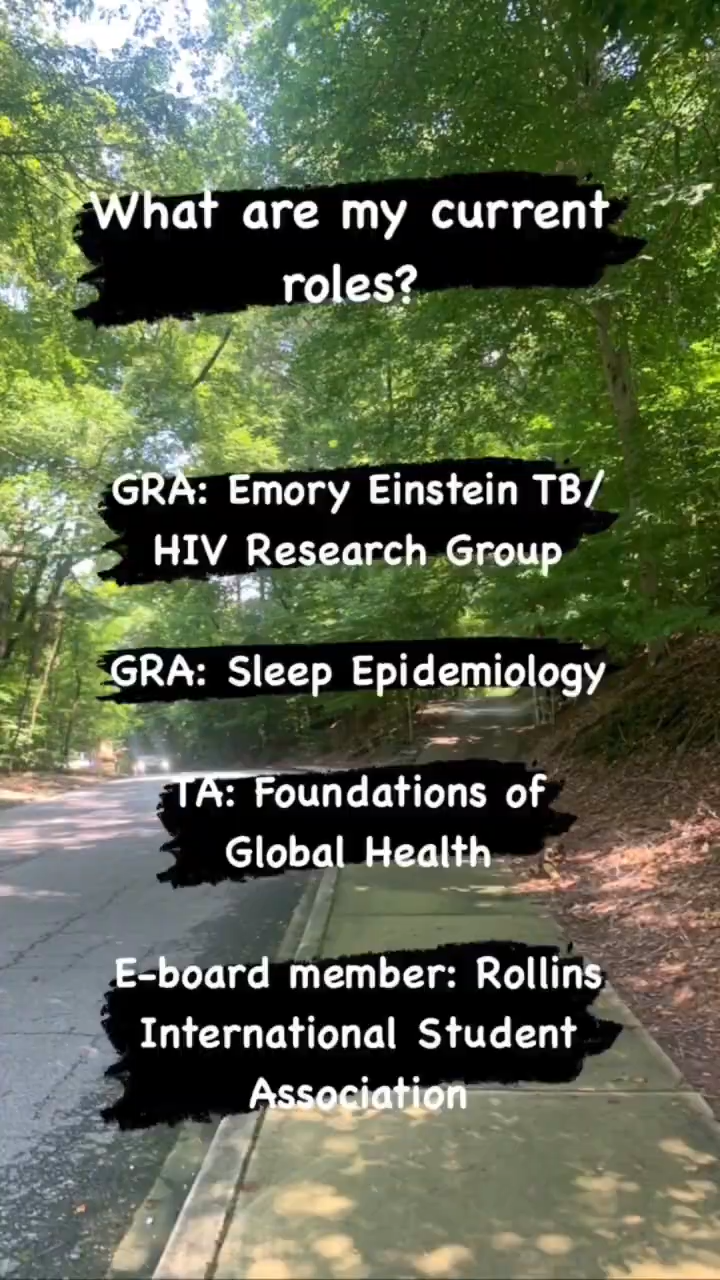 What are my current
roles?
GRA: Emory Einstein TB/
HIV Research Group
GRA: Sleep Epidemiology
TA: Foundations of
Global Health
E-board member: Rollins
International Student
Association